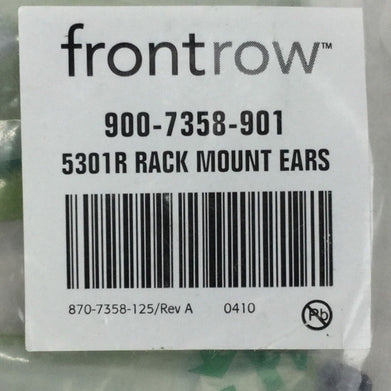 frontrow™
900-7358-901
5301R RACK MOUNT EARS
870-7358-125/Rev A 0410 Pb